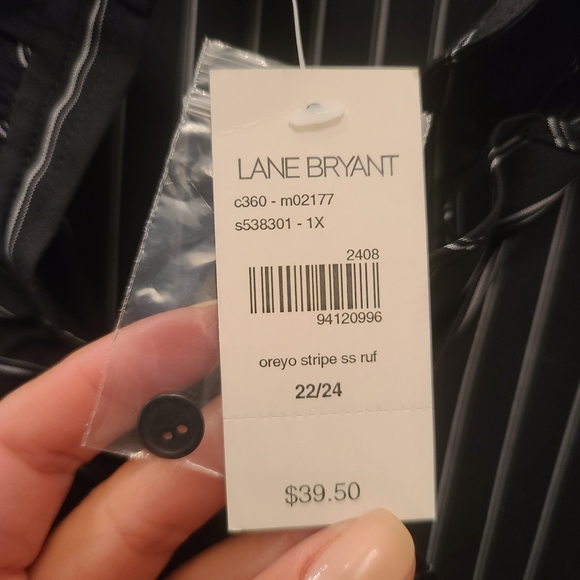 LANE BRYANT
c360 - m02177
s538301 - 1X
2408
94120996
oreyo stripe ss ruf
22/24
$39.50